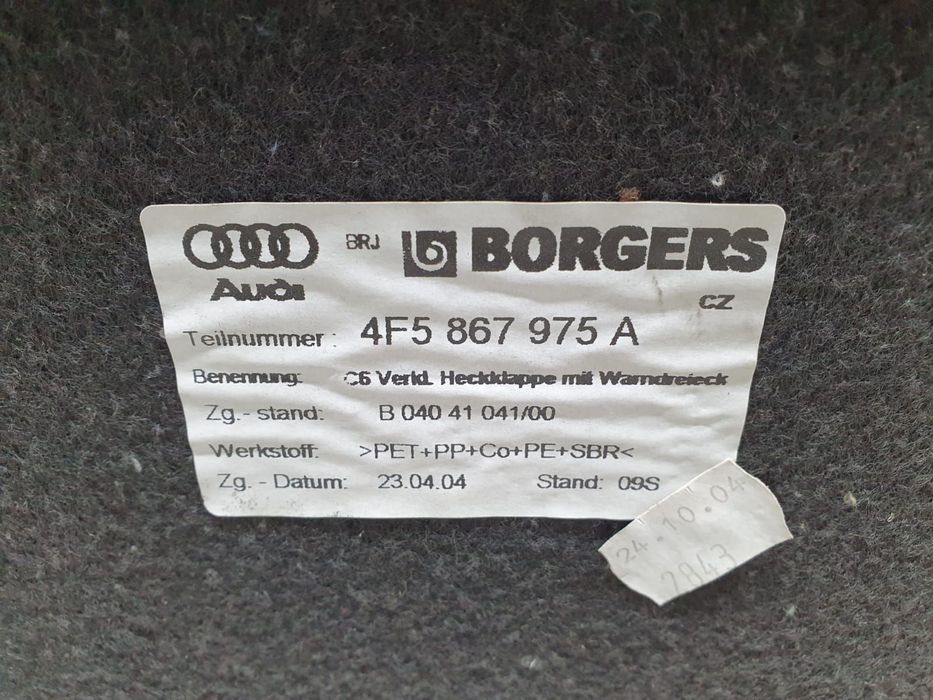 BRJ BORGERS
Audi
CZ
Teilnummer: 4F5 867 975 A
Benennung: C6 Verkl. Heckklappe mit Warndreieck
Zg.- stand: B 040 41 041/00
Werkstoff: >PET+PP+Co+PE+SBR<
Zg. - Datum: 23.04.04 Stand: 09S
24.10.04
2843